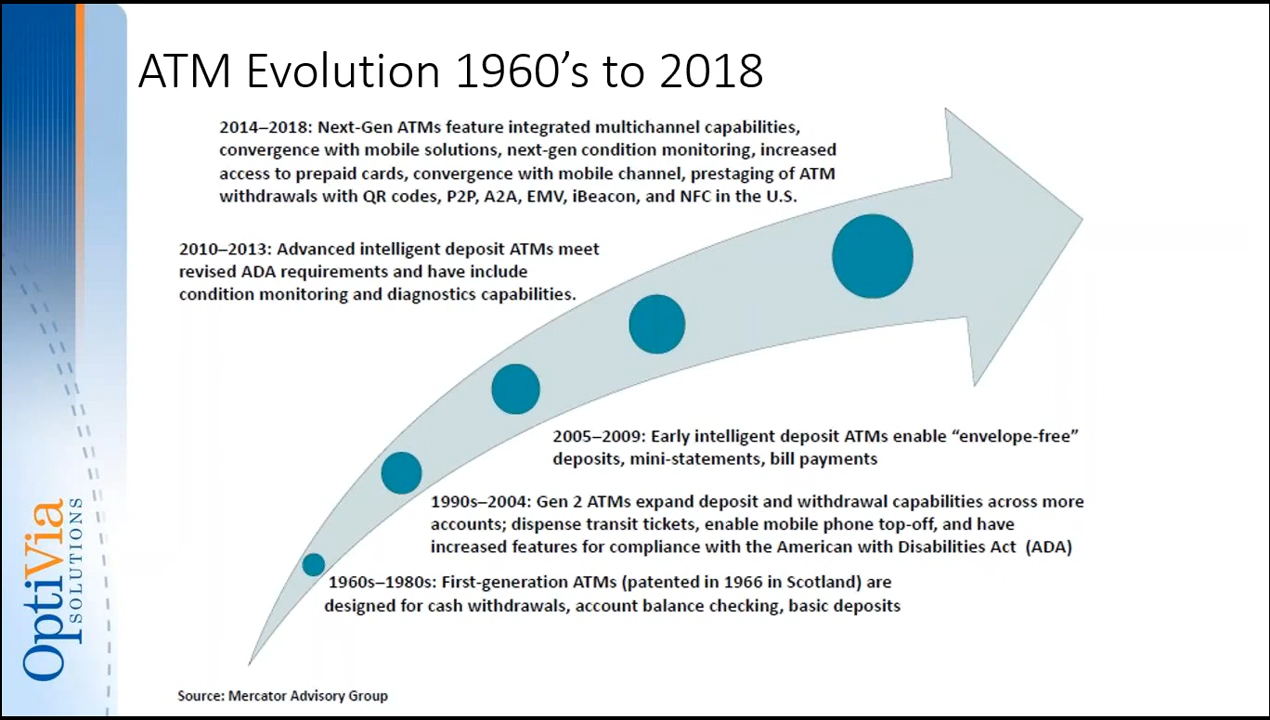 ATM Evolution 1960’s to 2018
2014–2018: Next-Gen ATMs feature integrated multichannel capabilities,
convergence with mobile solutions, next-gen condition monitoring, increased
access to prepaid cards, convergence with mobile channel, prestaging of ATM
withdrawals with QR codes, P2P, A2A, EMV, iBeacon, and NFC in the U.S.
2010–2013: Advanced intelligent deposit ATMs meet
revised ADA requirements and have include
condition monitoring and diagnostics capabilities.
2005–2009: Early intelligent deposit ATMs enable “envelope-free”
deposits, mini-statements, bill payments
1990s–2004: Gen 2 ATMs expand deposit and withdrawal capabilities across more
accounts; dispense transit tickets, enable mobile phone top-off, and have
increased features for compliance with the American with Disabilities Act (ADA)
1960s–1980s: First-generation ATMs (patented in 1966 in Scotland) are
designed for cash withdrawals, account balance checking, basic deposits
Source: Mercator Advisory Group
OptiVia
SOLUTIONS